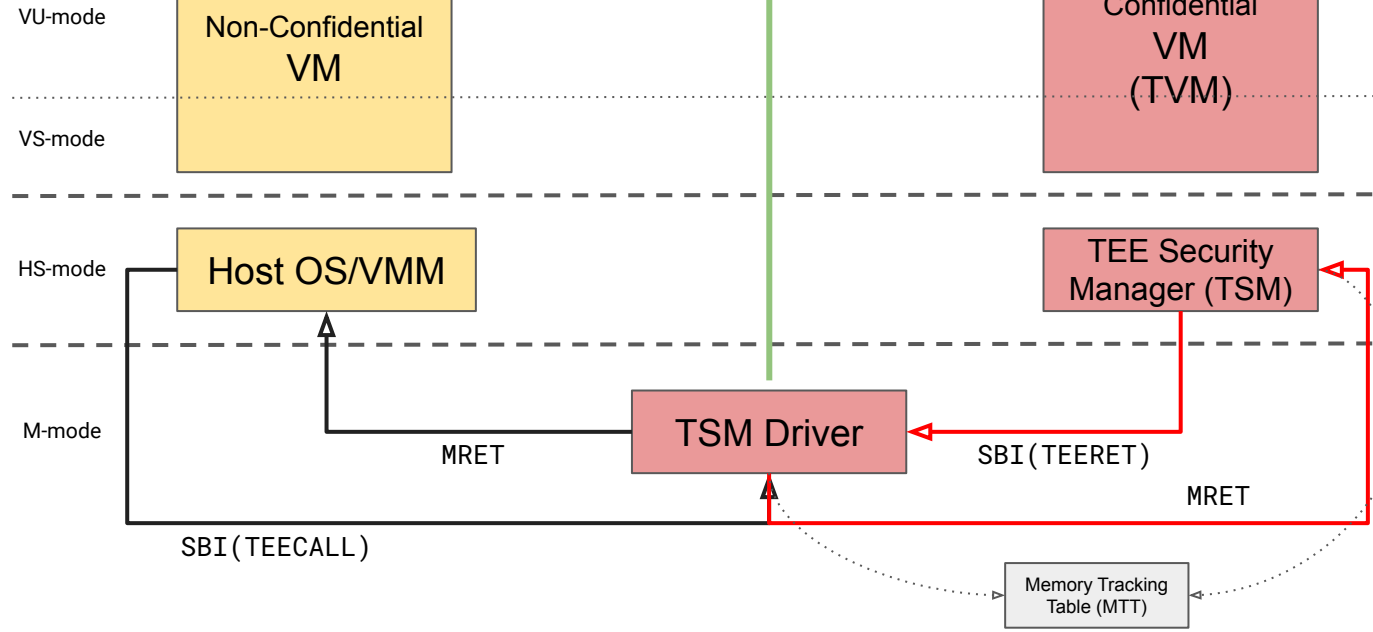 VU-mode
Non-Confidential
VM
Confidential
VM
(TVM)
VS-mode
HS-mode
Host OS/VMM
TEE Security
Manager (TSM)
M-mode
TSM Driver
MRET
SBI(TEERET)
MRET
SBI(TEECALL)
Memory Tracking
Table (MTT)